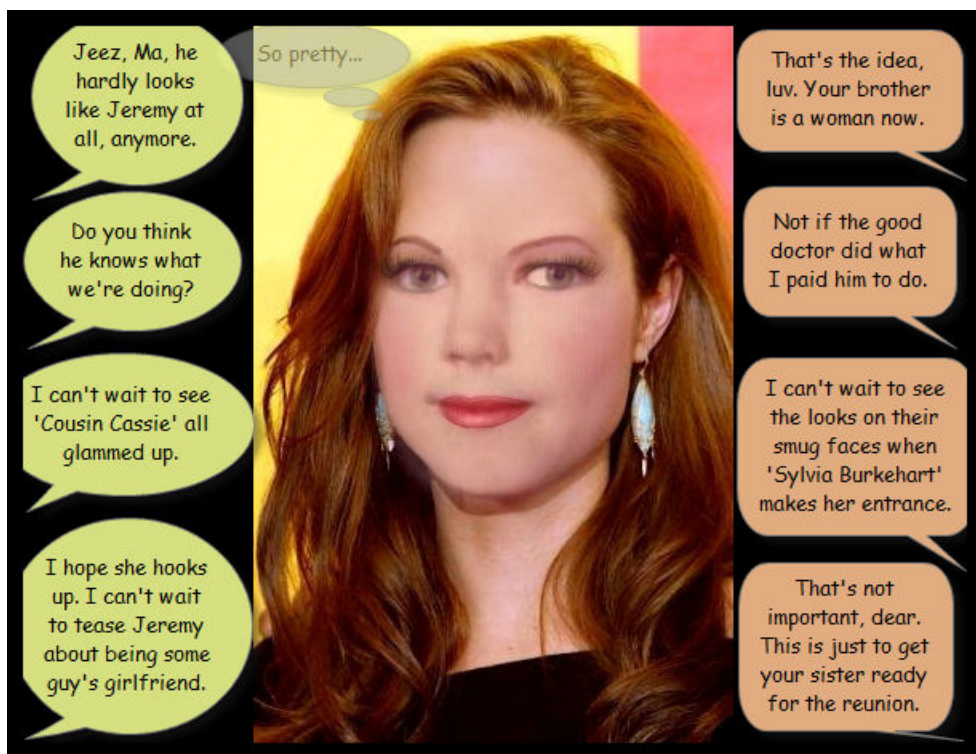 So pretty...
Jeez, Ma, he
hardly looks
like Jeremy at
all, anymore.
That's the idea,
luv. Your brother
is a woman now.
Do you think
he knows what
we're doing?
Not if the good
doctor did what
I paid him to do.
I can't wait to see
'Cousin Cassie' all
glammed up.
I can't wait to see
the looks on their
smug faces when
'Sylvia Burkehart'
makes her entrance.
I hope she hooks
up. I can't wait
to tease Jeremy
about being some
guy's girlfriend.
That's not
important, dear.
This is just to get
your sister ready
for the reunion.